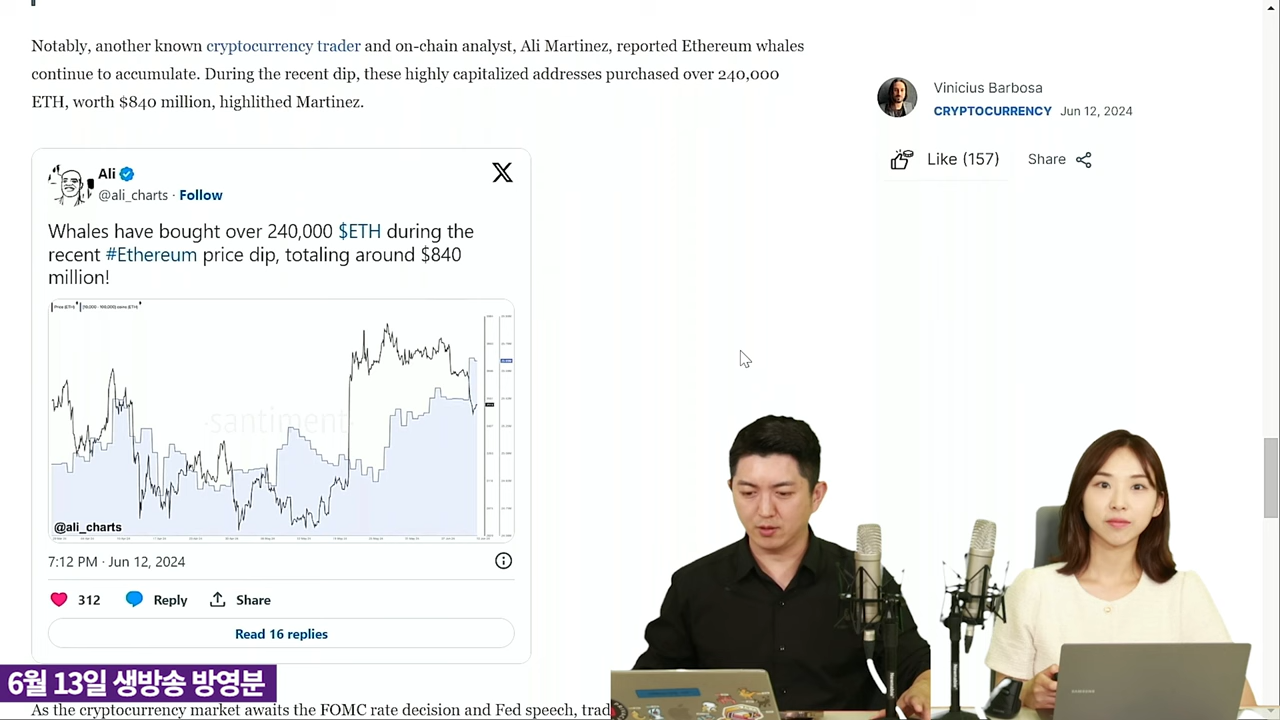 Notably, another known cryptocurrency trader and on-chain analyst, Ali Martinez, reported Ethereum whales
continue to accumulate. During the recent dip, these highly capitalized addresses purchased over 240,000
ETH, worth $840 million, highlithed Martinez.
Vinicius Barbosa
CRYPTOCURRENCY Jun 12, 2024
Like (157) Share
Ali
@ali_charts · Follow
Whales have bought over 240,000 $ETH during the
recent #Ethereum price dip, totaling around $840
million!
·santiment·
@ali_charts
7:12 PM · Jun 12, 2024
312 Reply Share
Read 16 replies
6월 13일 생방송 방영분
As the cryptocurrency market awaits the FOMC rate decision and Fed speech, trad
SAMSUNG